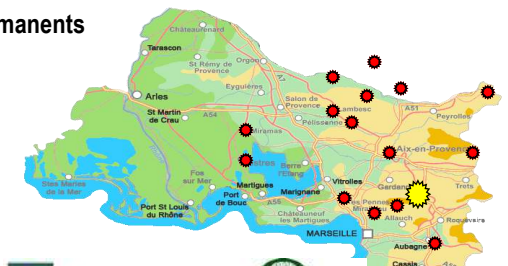 manents
Châteaurenard
Tarascon
St Rémy de
Provence
Orgon
A7
Eyguières
Arles
St Martin
de Crau
A54
Salon de
Provence
Lambesc
A51
Peyrolles
Pélissanne
Miramas
Istres
Berre
l'Etang
Aix-en-Provence
Stes Maries
de la Mer
Fos
sur Mer
Martigues
Marignane
Vitrolles
Gardanne
Trets
Port St Louis
du Rhône
Port
de Bouc
A55
Châteauneuf
les Martigues
Les Pennes
Allauch
Roquevaire
MARSEILLE
Aubagne
Cassis